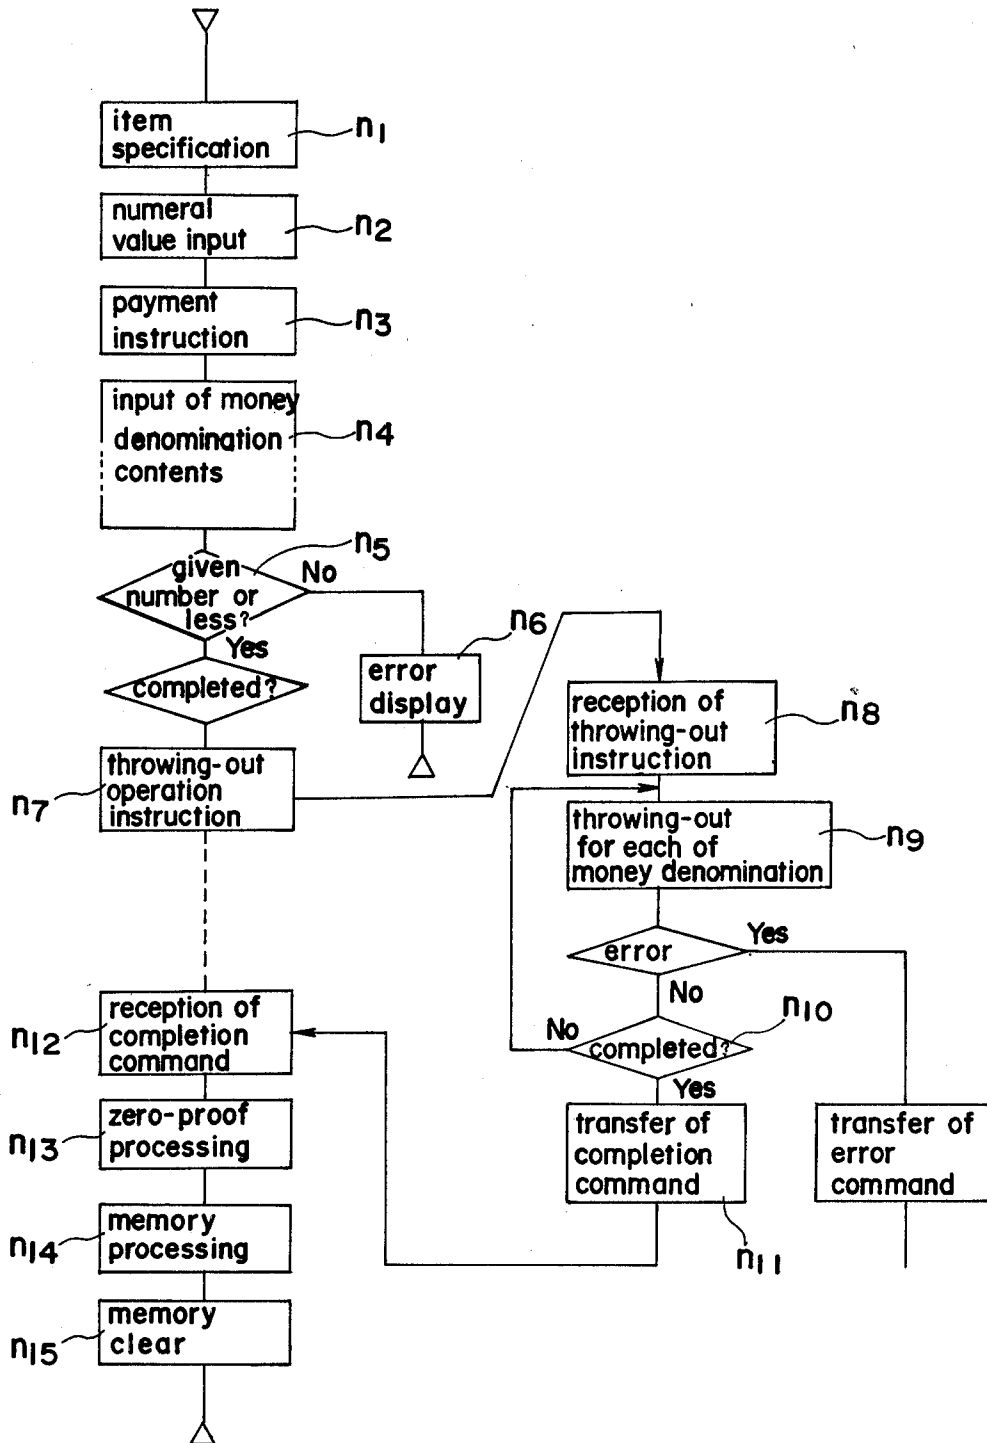 item
specification
n1
numeral
value input
n2
payment
instruction
n3
input of money
denomination
contents
n4
given
number or
less?
n5
No
Yes
error
display
n6
completed?
throwing-out
operation
instruction
n7
reception of
throwing-out
instruction
n8
throwing-out
for each of
money denomination
n9
error
Yes
No
completed?
n10
No
Yes
transfer of
completion
command
n11
transfer of
error
command
reception of
completion
command
n12
zero-proof
processing
n13
memory
processing
n14
memory
clear
n15